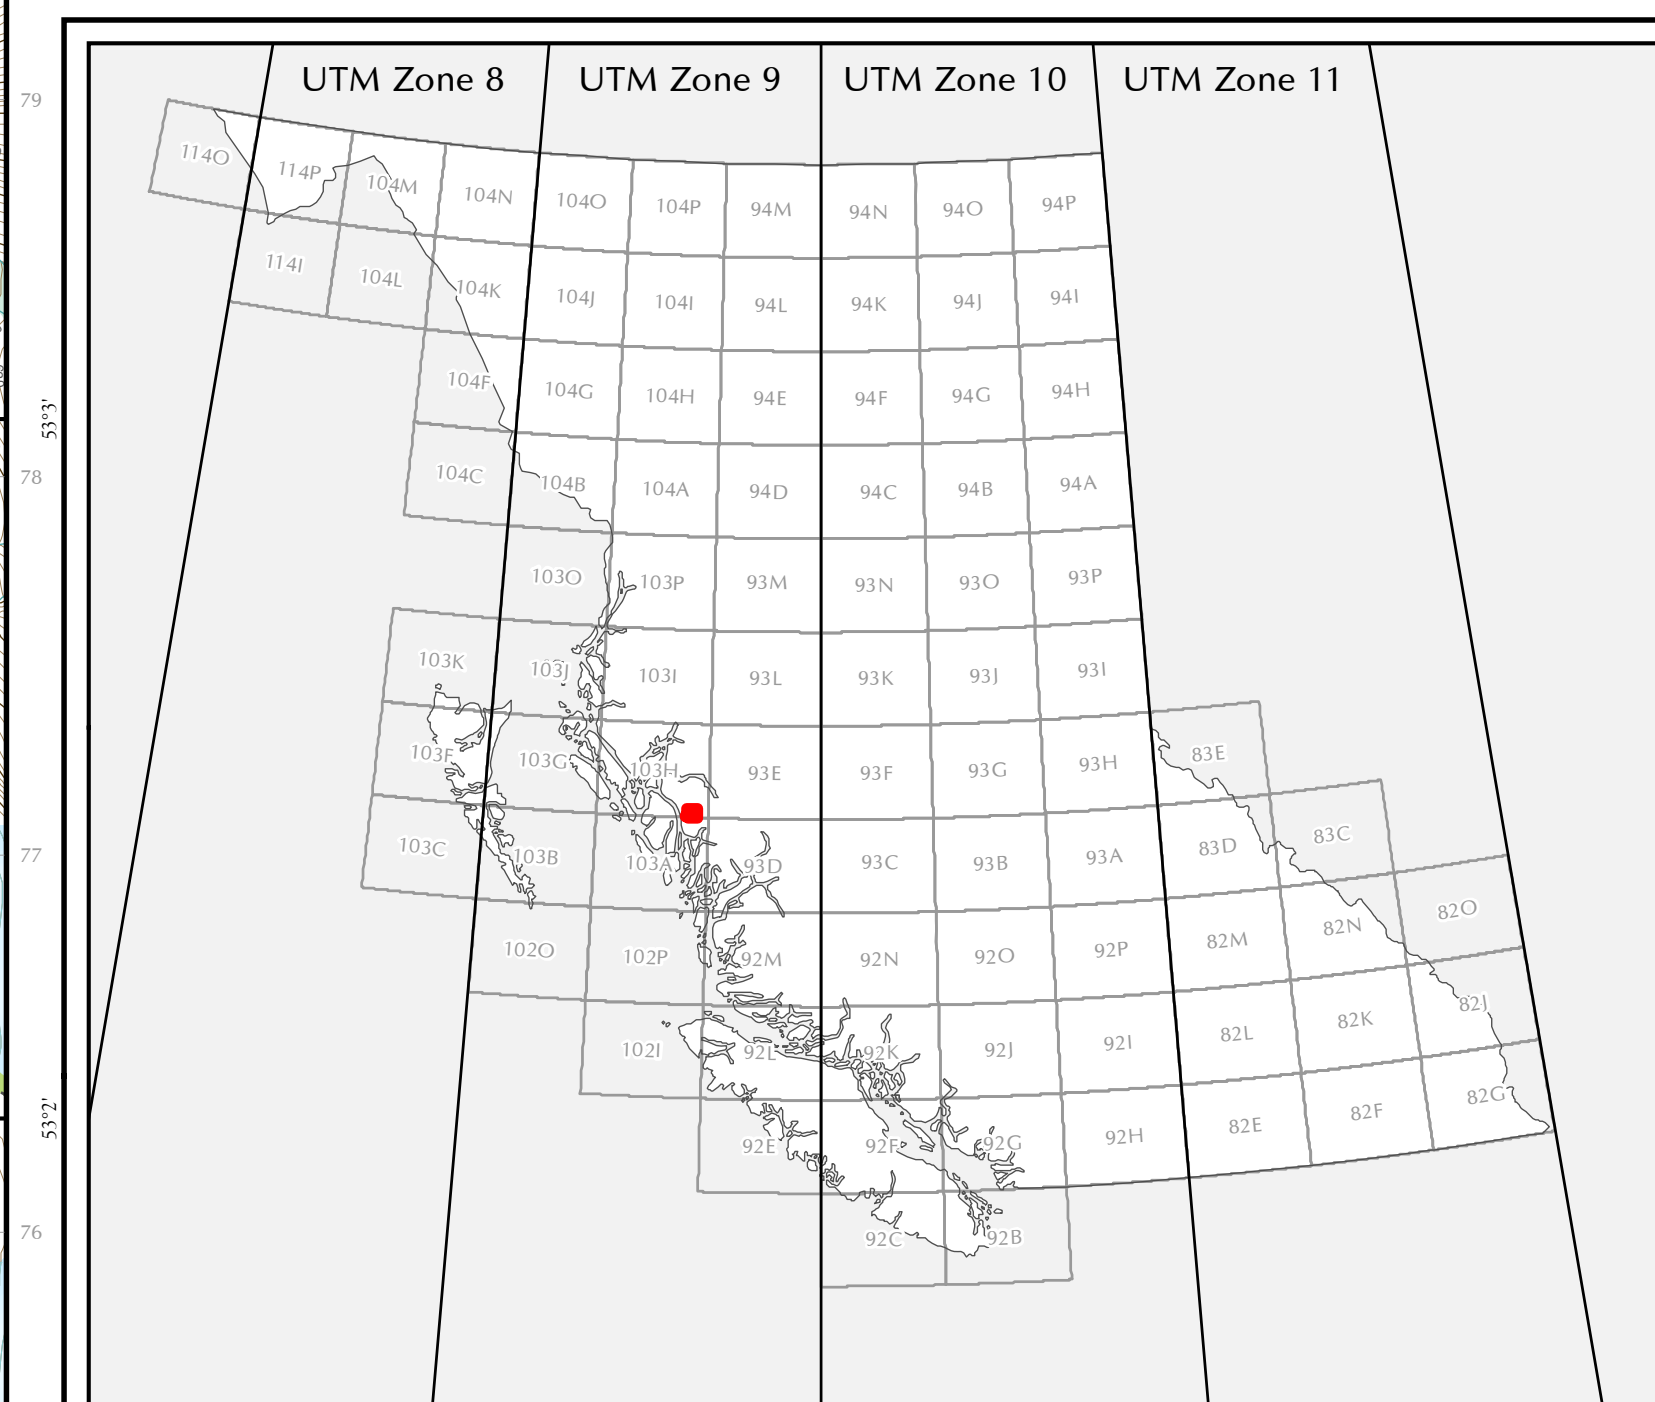 UTM Zone 8 UTM Zone 9 UTM Zone 10 UTM Zone 11
79
114O 114P 104M 104N 104O 104P 94M 94N 94O 94P
114I 104L 104K 104J 104I 94L 94K 94J 94I
104F 104G 104H 94E 94F 94G 94H
53°3'
78
104C 104B 104A 94D 94C 94B 94A
103O 103P 93M 93N 93O 93P
103K 103J 103I 93L 93K 93J 93I
103F 103G 103H 93E 93F 93G 93H 83E
77
103C 103B 103A 93D 93C 93B 93A 83D 83C
102O 102P 92M 92N 92O 92P 82M 82N 82O
102I 92L 92K 92J 92I 82L 82K 82J
53°2'
92E 92F 92G 92H 82E 82F 82G
76
92C 92B